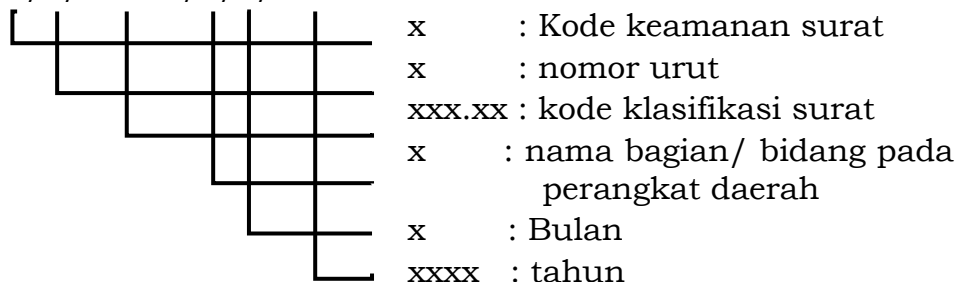 x : Kode keamanan surat
x : nomor urut
xxx.xx : kode klasifikasi surat
x : nama bagian/ bidang pada
perangkat daerah
x : Bulan
xxxx : tahun